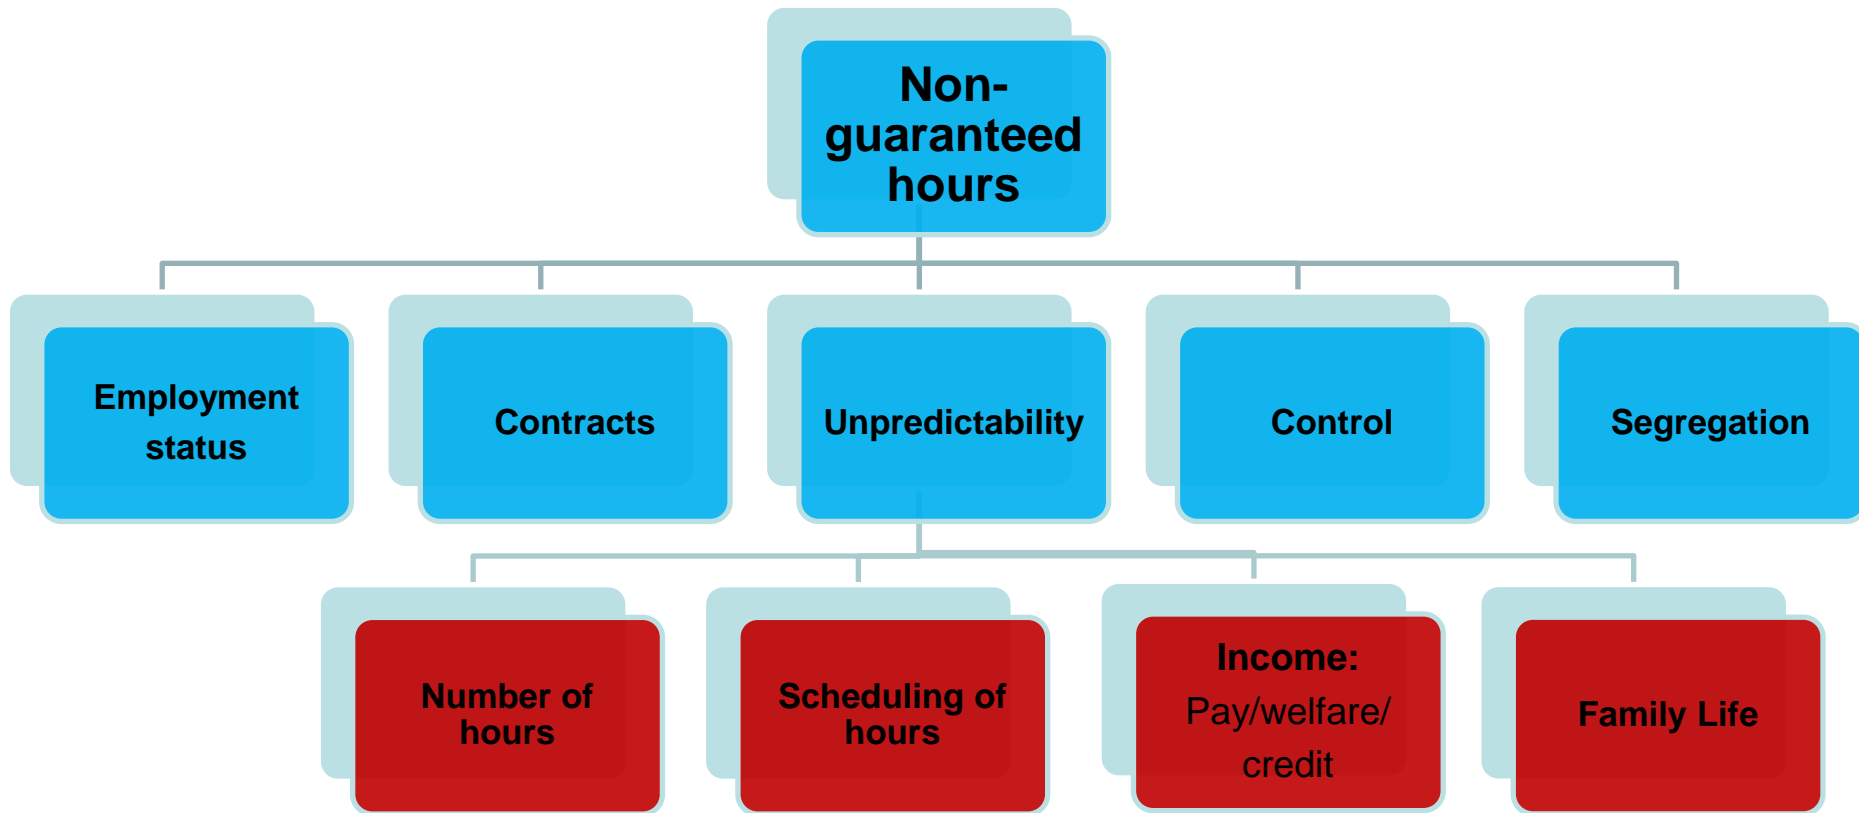 Non-
guaranteed
hours
Employment
status
Contracts
Unpredictability
Control
Segregation
Number of
hours
Scheduling of
hours
Income:
Pay/welfare/
credit
Family Life